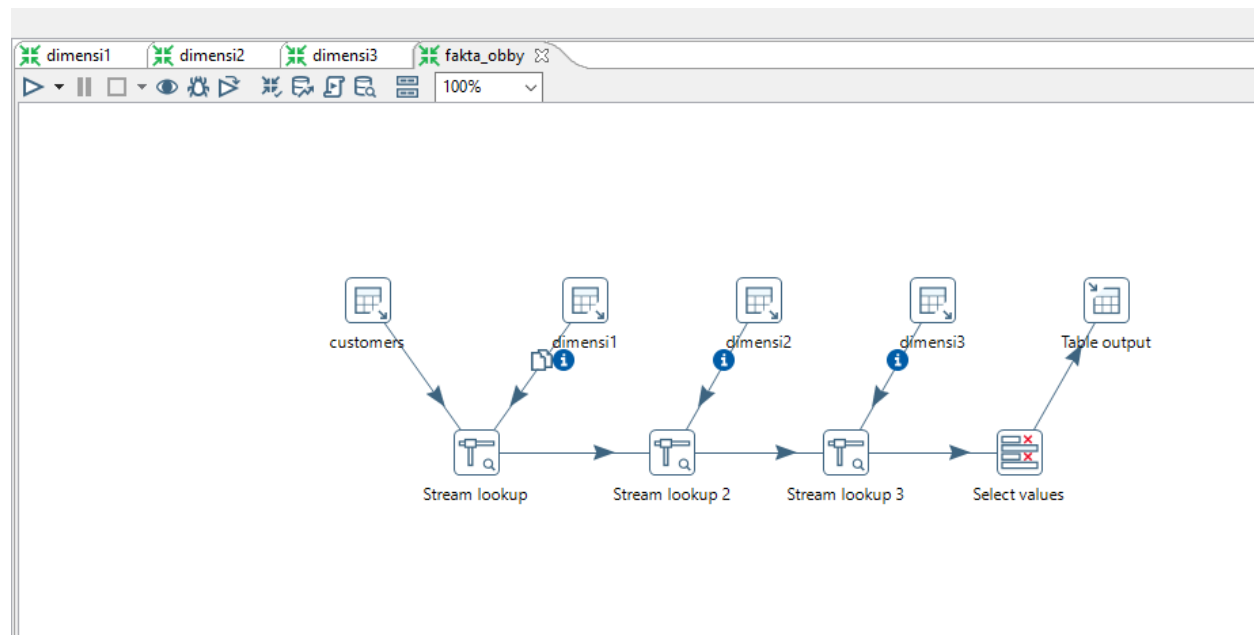 dimensi1 dimensi2 dimensi3 fakta_obby
100%
customers dimensi1 dimensi2 dimensi3 Table output
Stream lookup Stream lookup 2 Stream lookup 3 Select values